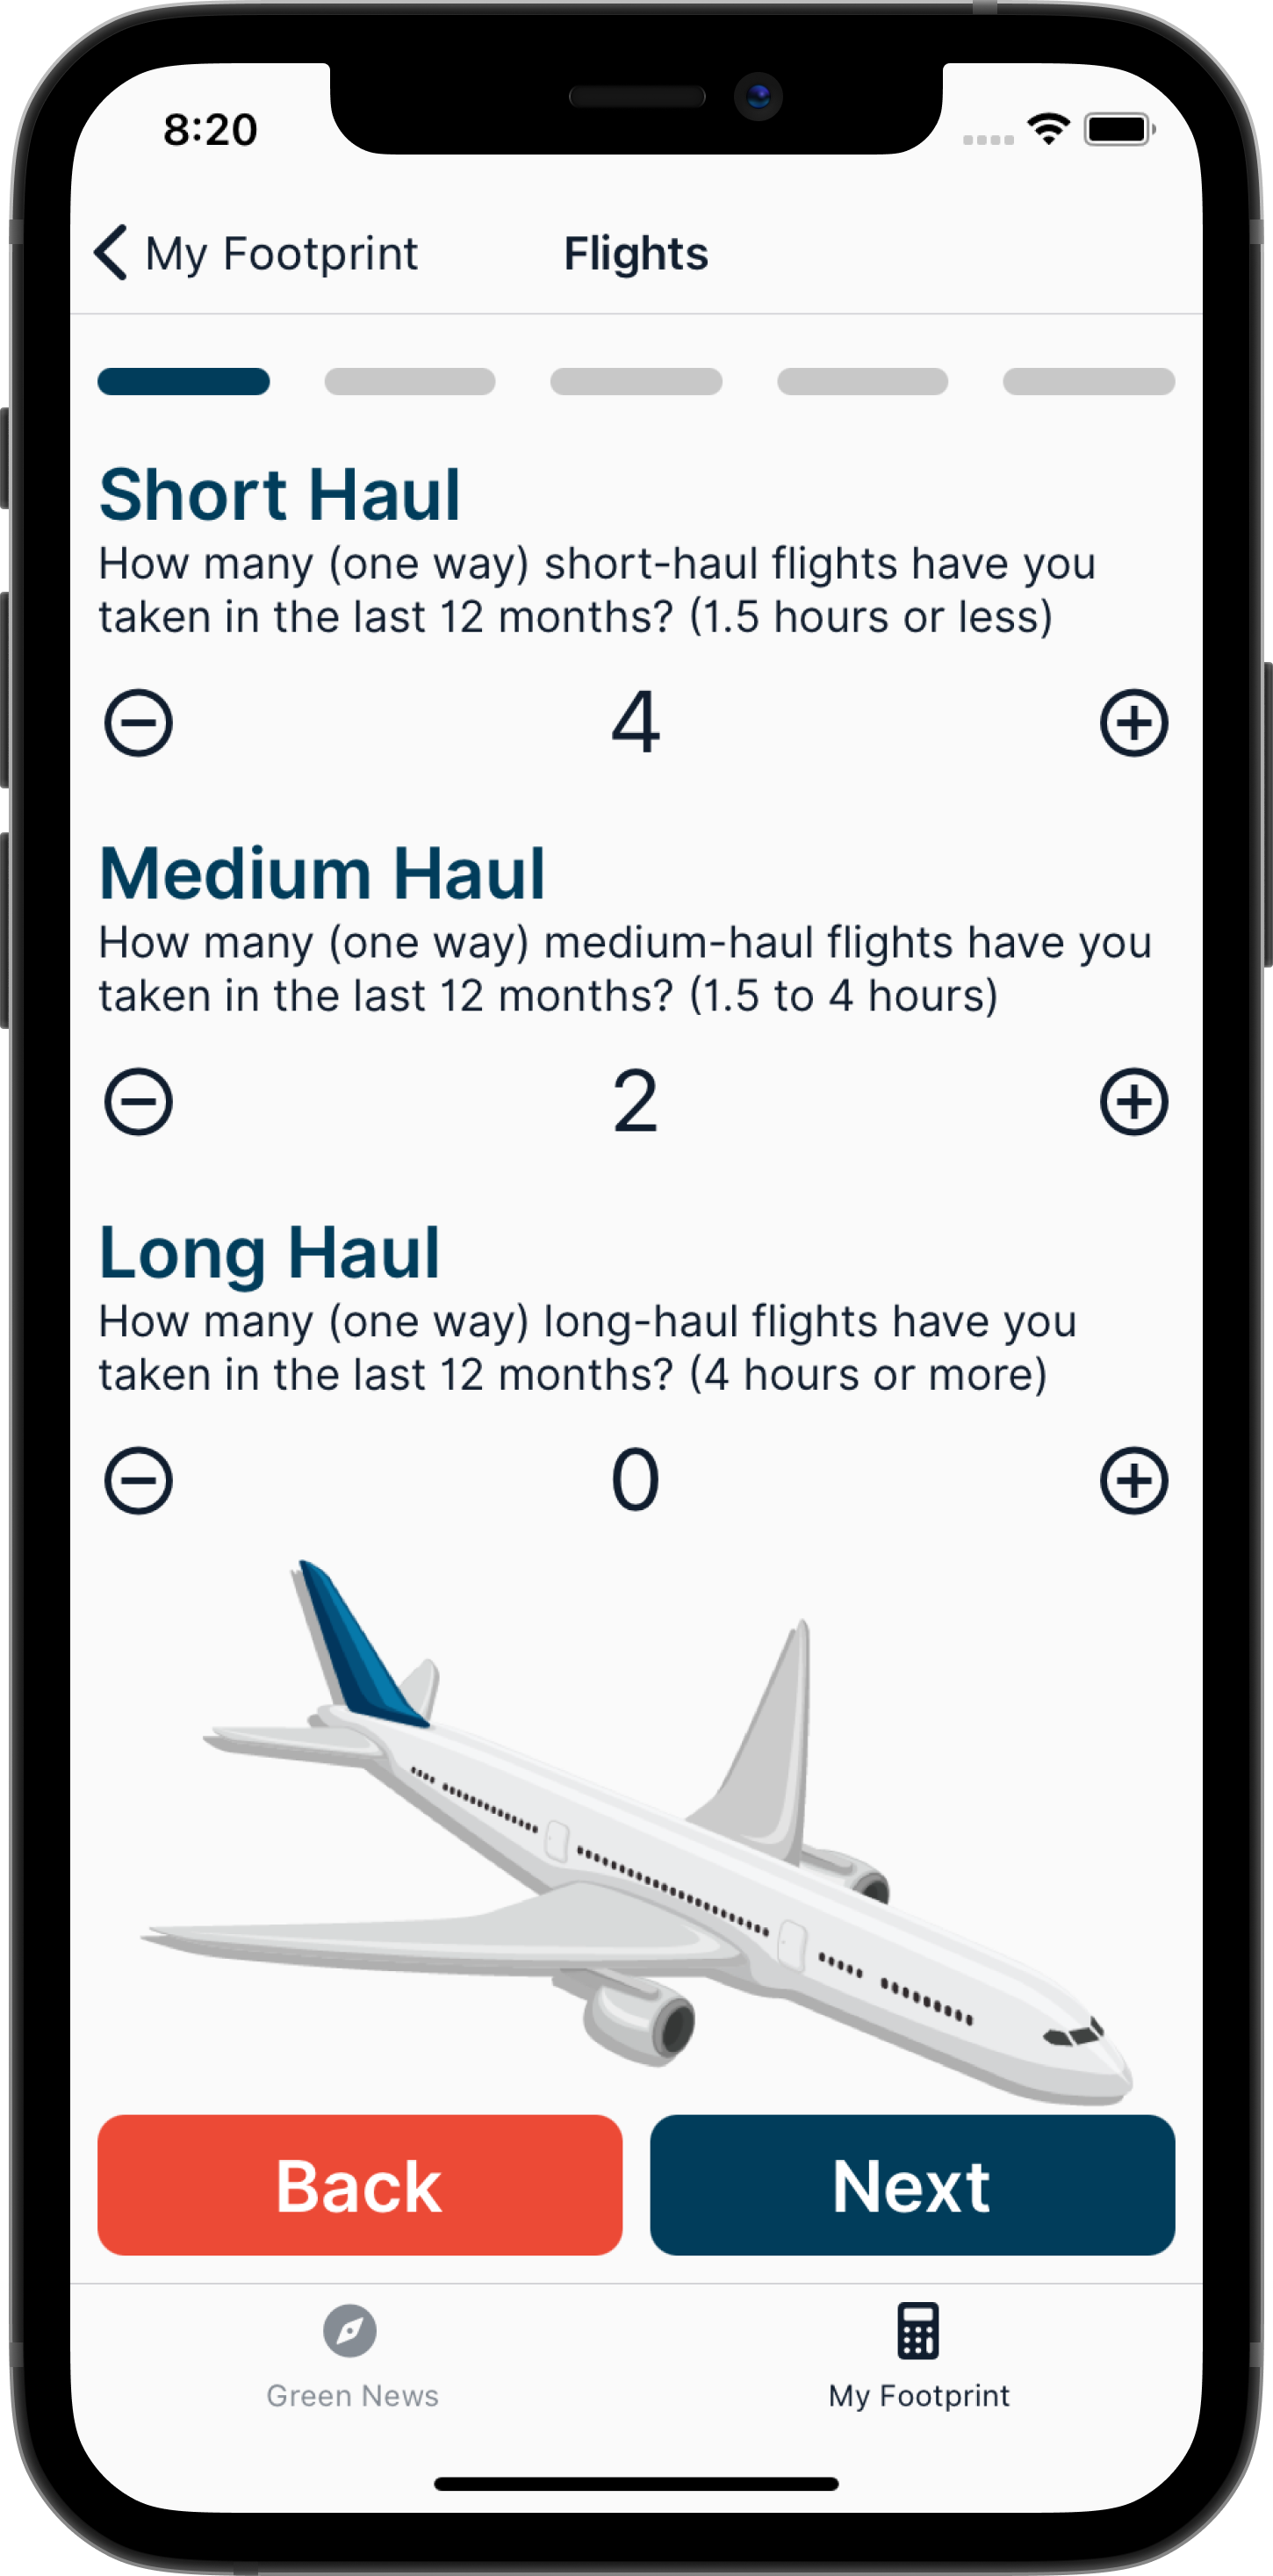 8:20
My Footprint
Flights
Short Haul
How many (one way) short-haul flights have you
taken in the last 12 months? (1.5 hours or less)
4
Medium Haul
How many (one way) medium-haul flights have you
taken in the last 12 months? (1.5 to 4 hours)
2
Long Haul
How many (one way) long-haul flights have you
taken in the last 12 months? (4 hours or more)
0
Back
Next
Green News
My Footprint